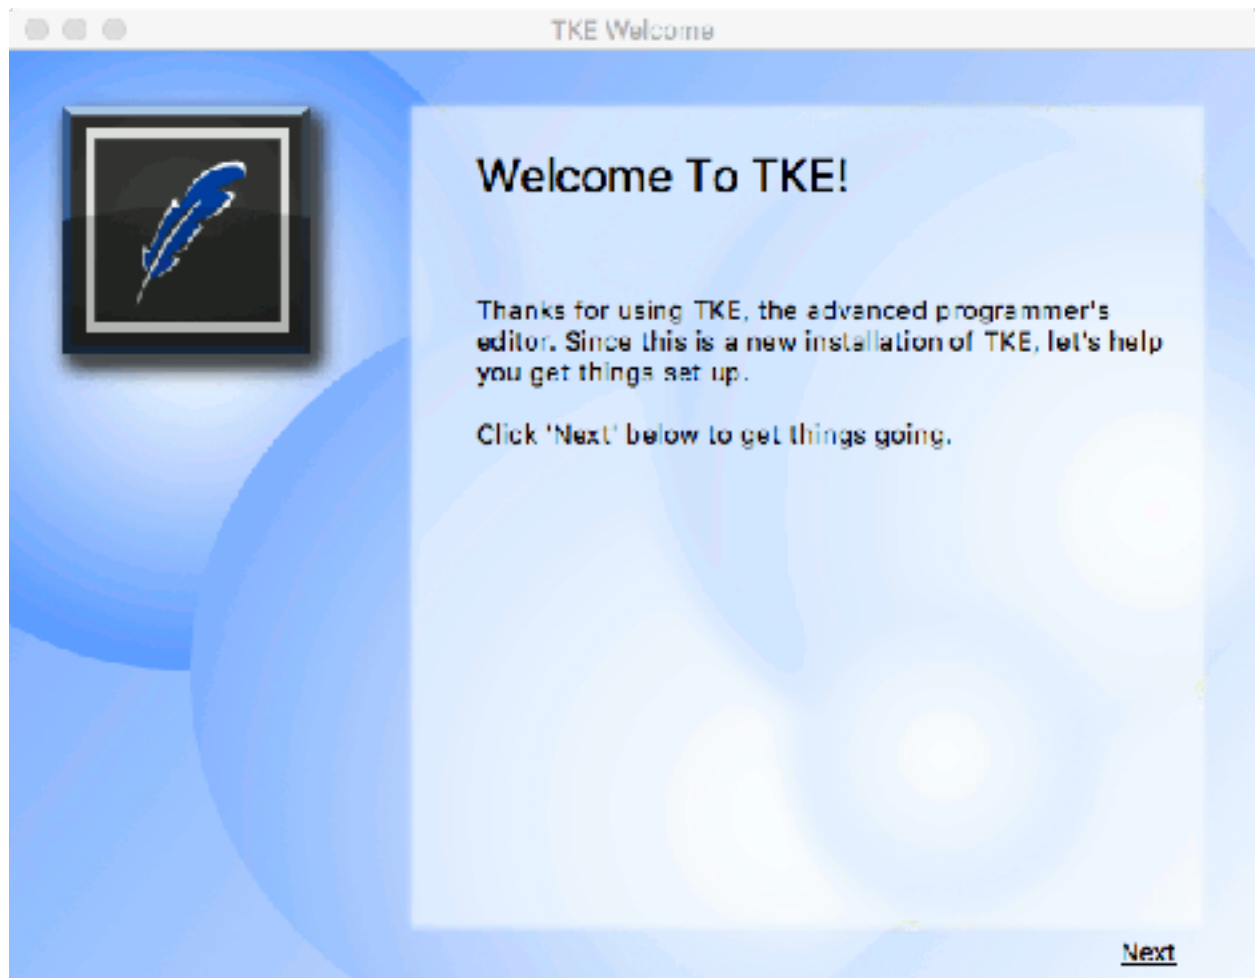 TKE Welcome
Welcome To TKE!
Thanks for using TKE, the advanced programmer's
editor. Since this is a new installation of TKE, let's help
you get things set up.
Click 'Next' below to get things going.
Next